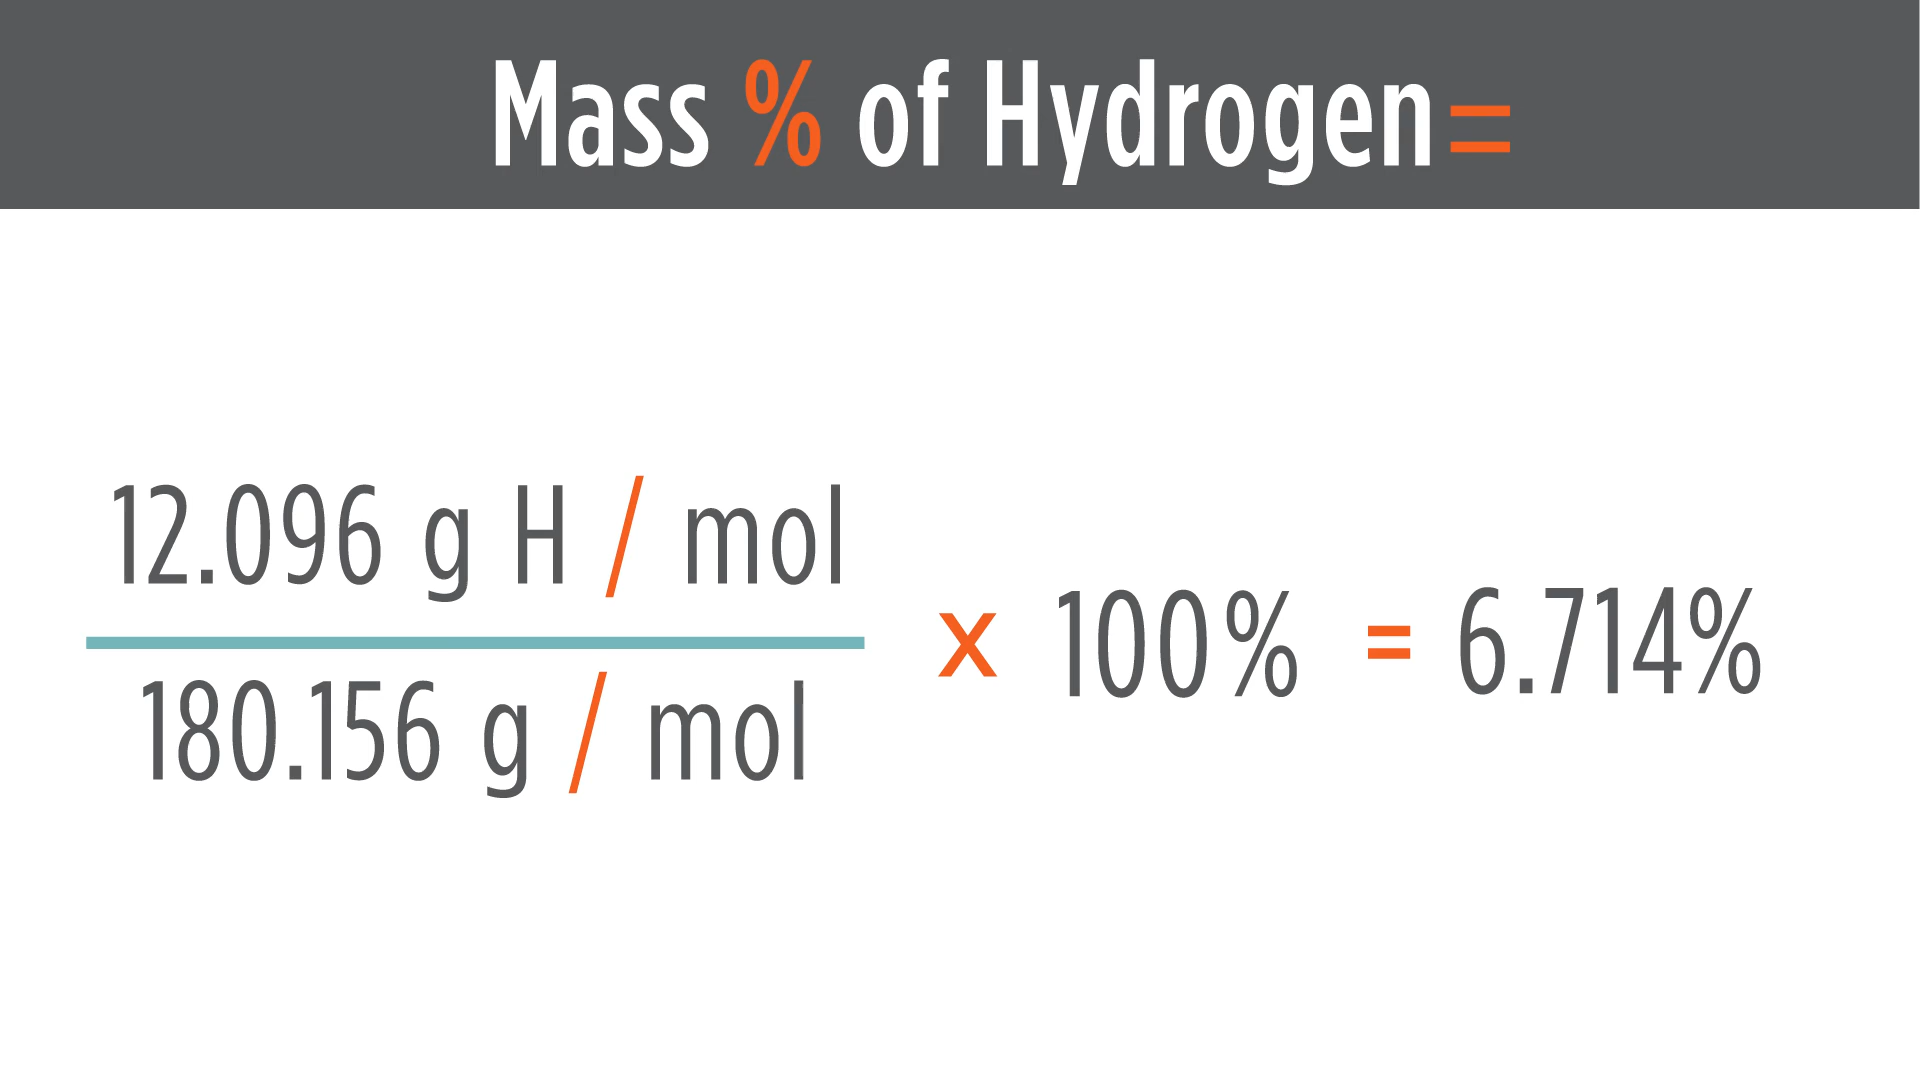 Mass % of Hydrogen=
12.096 g H / mol
180.156 g / mol
x 100% = 6.714%